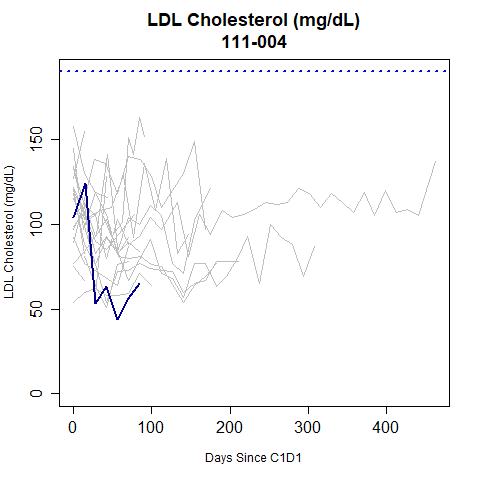 LDL Cholesterol (mg/dL)
111-004
LDL Cholesterol (mg/dL)
150
100
50
0
0 100 200 300 400
Days Since C1D1